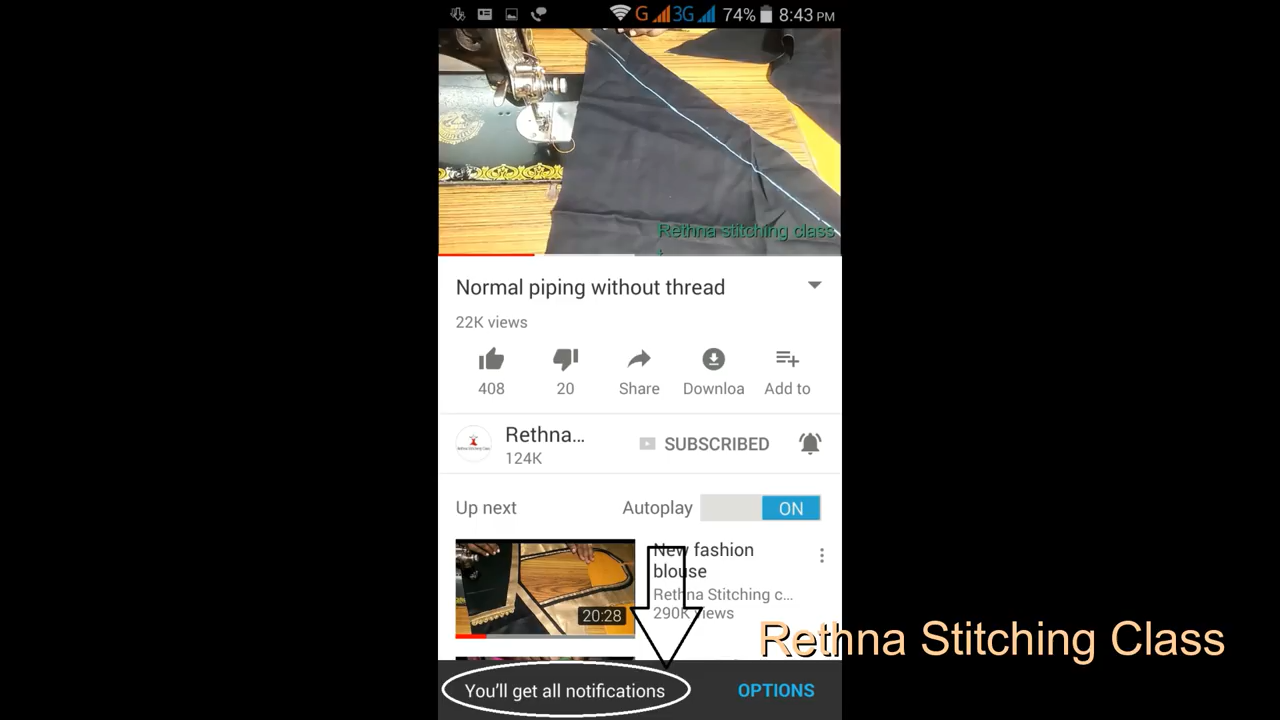 G 3G 74% 8:43 PM
Rethna stitching class
Normal piping without thread
22K views
408 20 Share Downloa Add to
Rethna... SUBSCRIBED
124K
Up next Autoplay ON
New fashion
blouse
Rethna Stitching c...
290K views
20:28
Rethna Stitching Class
You'll get all notifications OPTIONS